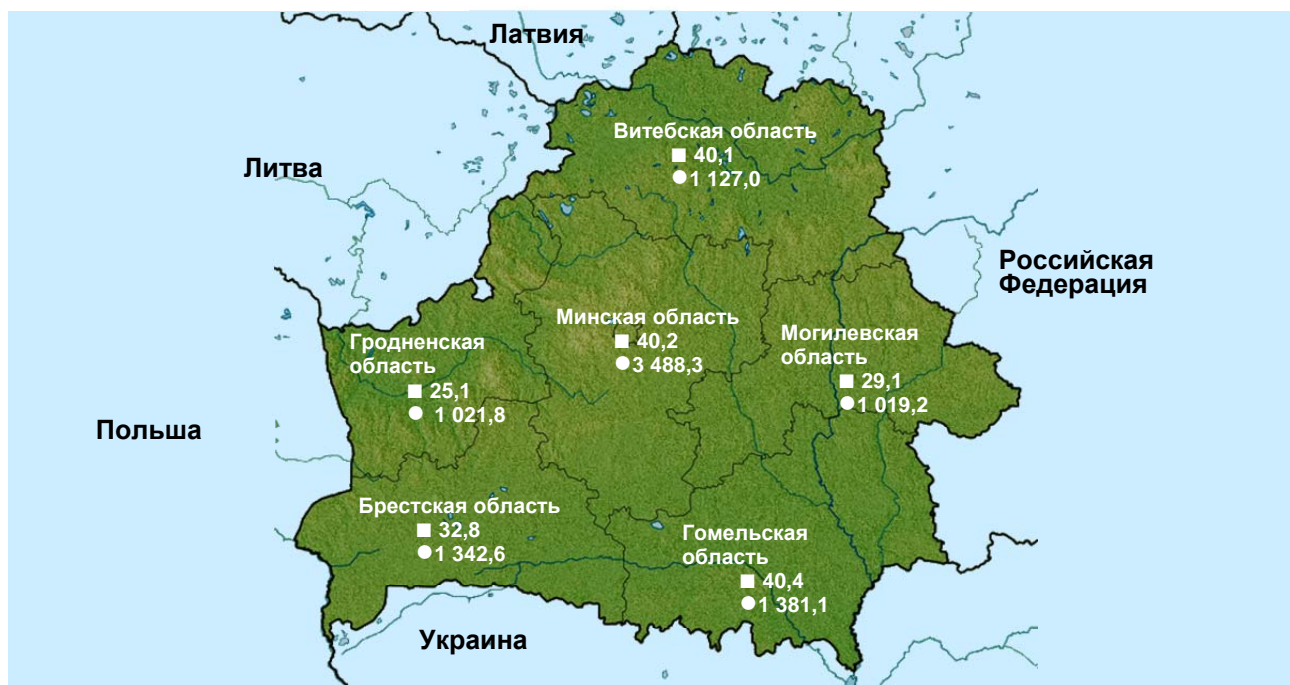 Латвия
Витебская область
40,1
1 127,0
Литва
Российская
Федерация
Минская область
40,2
3 488,3
Могилевская
область
29,1
1 019,2
Гродненская
область
25,1
1 021,8
Польша
Брестская область
32,8
1 342,6
Гомельская
область
40,4
1 381,1
Украина